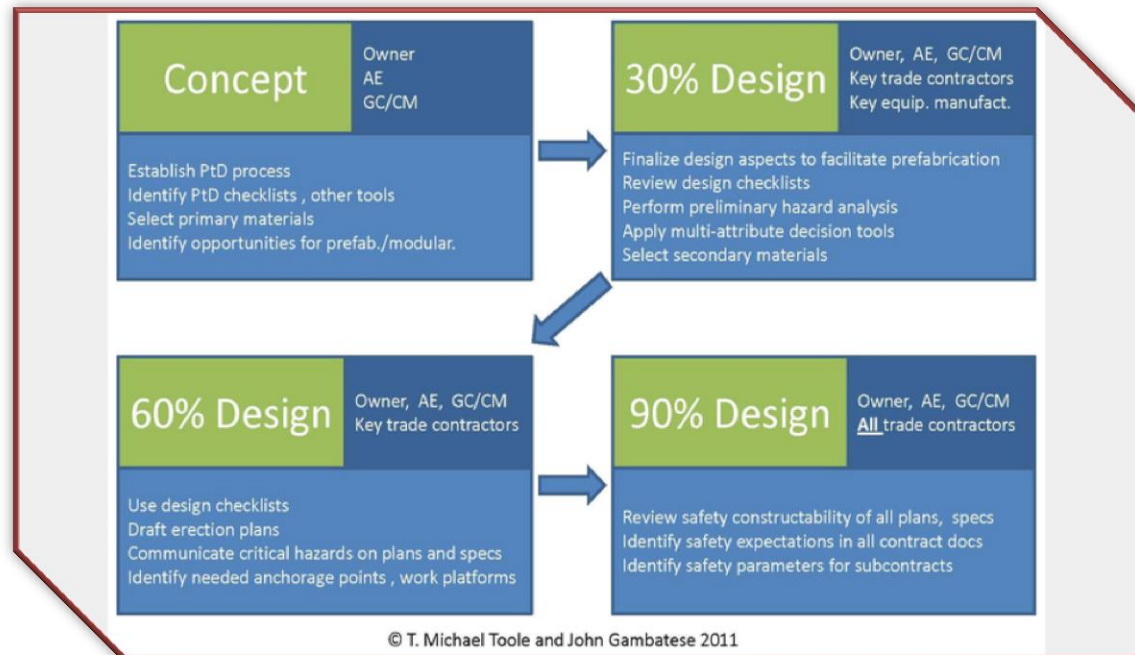 Concept
Owner
AE
GC/CM
Establish PtD process
Identify PtD checklists , other tools
Select primary materials
Identify opportunities for prefab./modular.
30% Design
Owner, AE, GC/CM
Key trade contractors
Key equip. manufact.
Finalize design aspects to facilitate prefabrication
Review design checklists
Perform preliminary hazard analysis
Apply multi-attribute decision tools
Select secondary materials
60% Design
Owner, AE, GC/CM
Key trade contractors
Use design checklists
Draft erection plans
Communicate critical hazards on plans and specs
Identify needed anchorage points , work platforms
90% Design
Owner, AE, GC/CM
All trade contractors
Review safety constructability of all plans, specs
Identify safety expectations in all contract docs
Identify safety parameters for subcontracts
© T. Michael Toole and John Gambatese 2011